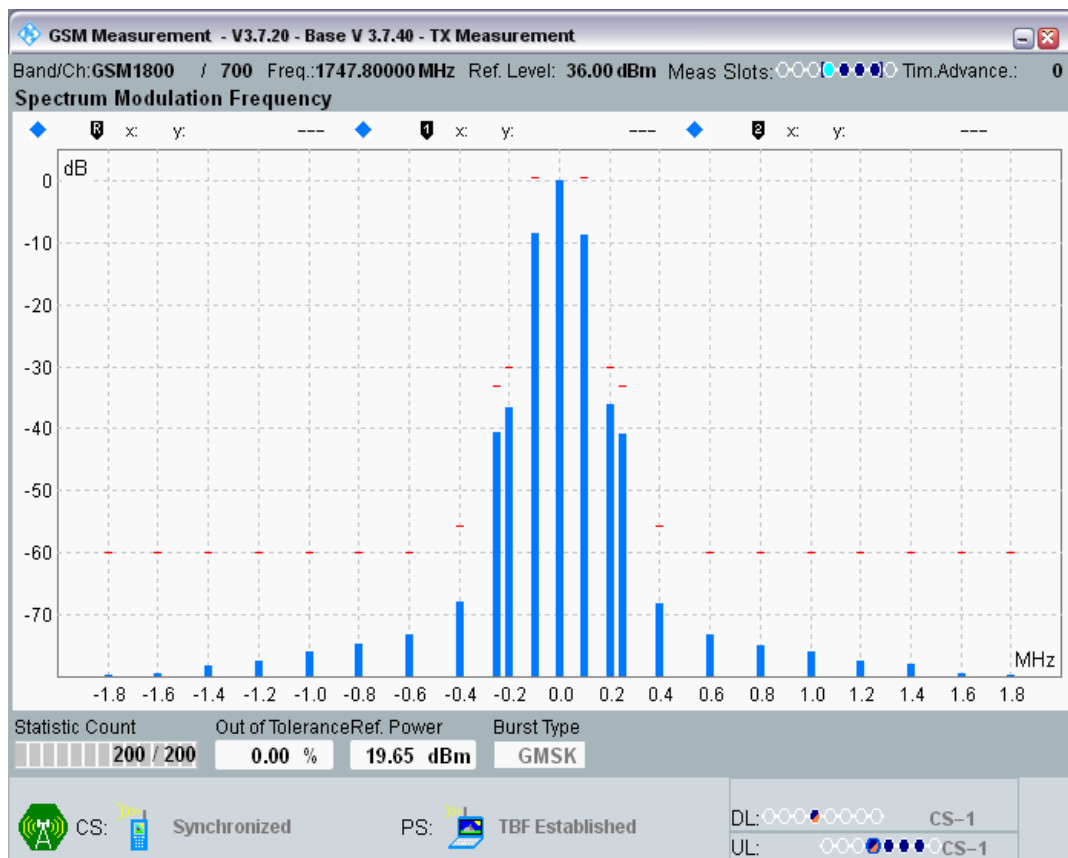 GSM Measurement - V3.7.20 - Base V 3.7.40 - TX Measurement
Band/Ch:GSM1800 / 700 Freq.:1747.80000 MHz Ref. Level: 36.00 dBm Meas Slots: Tim.Advance.: 0
Spectrum Modulation Frequency
R x: y: --- 1 x: y: --- 2 x: y: ---
dB
0
-10
-20
-30
-40
-50
-60
-70
MHz
-1.8 -1.6 -1.4 -1.2 -1.0 -0.8 -0.6 -0.4 -0.2 0.0 0.2 0.4 0.6 0.8 1.0 1.2 1.4 1.6 1.8
Statistic Count Out of Tolerance Ref. Power Burst Type
200 / 200 0.00 % 19.65 dBm GMSK
CS: Synchronized PS: TBF Established
DL: CS-1
UL: CS-1